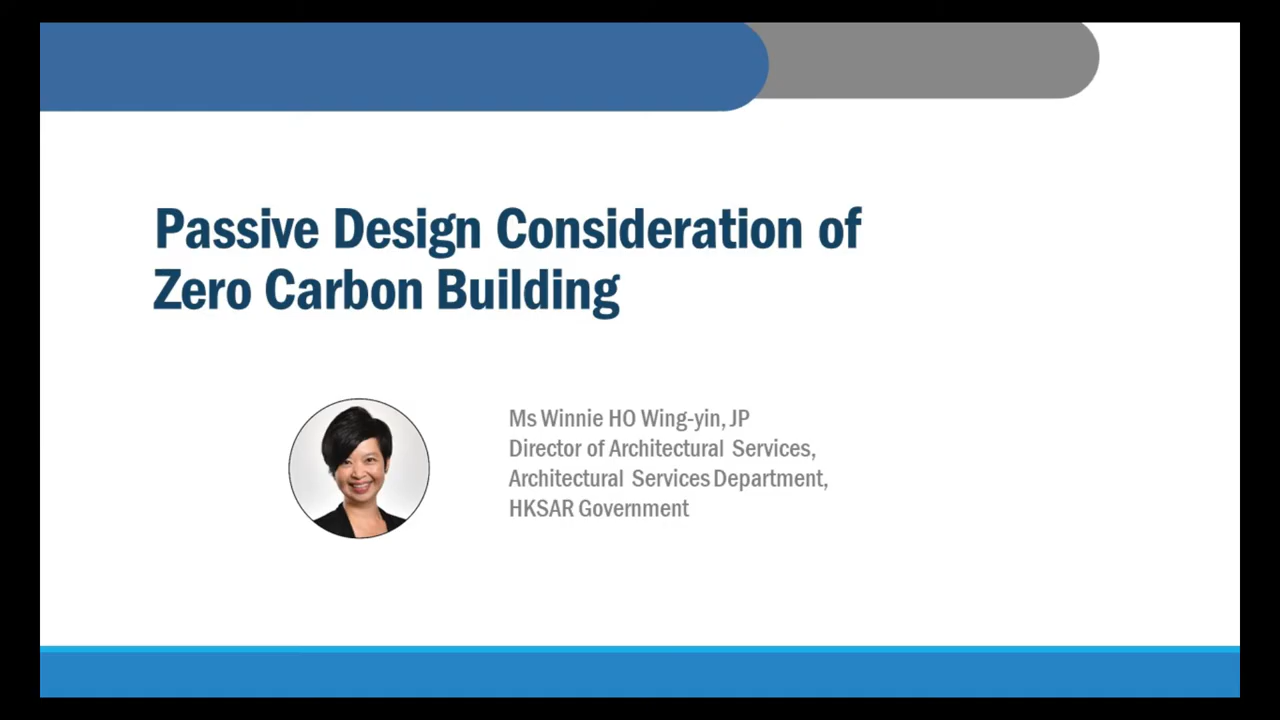 Passive Design Consideration of
Zero Carbon Building
Ms Winnie HO Wing-yin, JP
Director of Architectural Services,
Architectural Services Department,
HKSAR Government